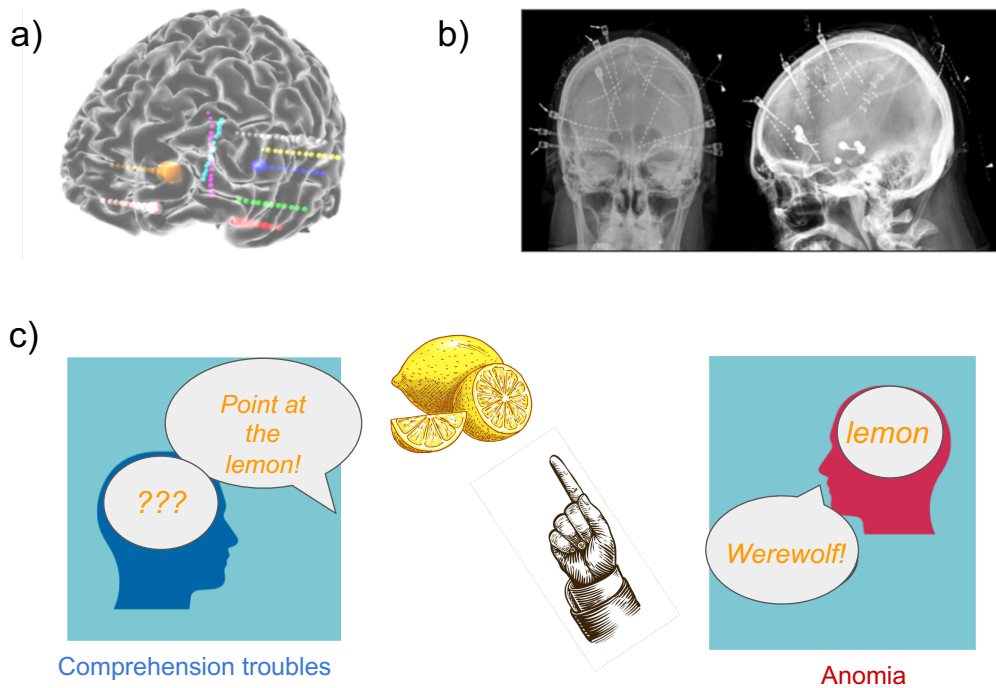 a)
b)
c)
Point at
the
lemon!
???
lemon
Werewolf!
Comprehension troubles
Anomia